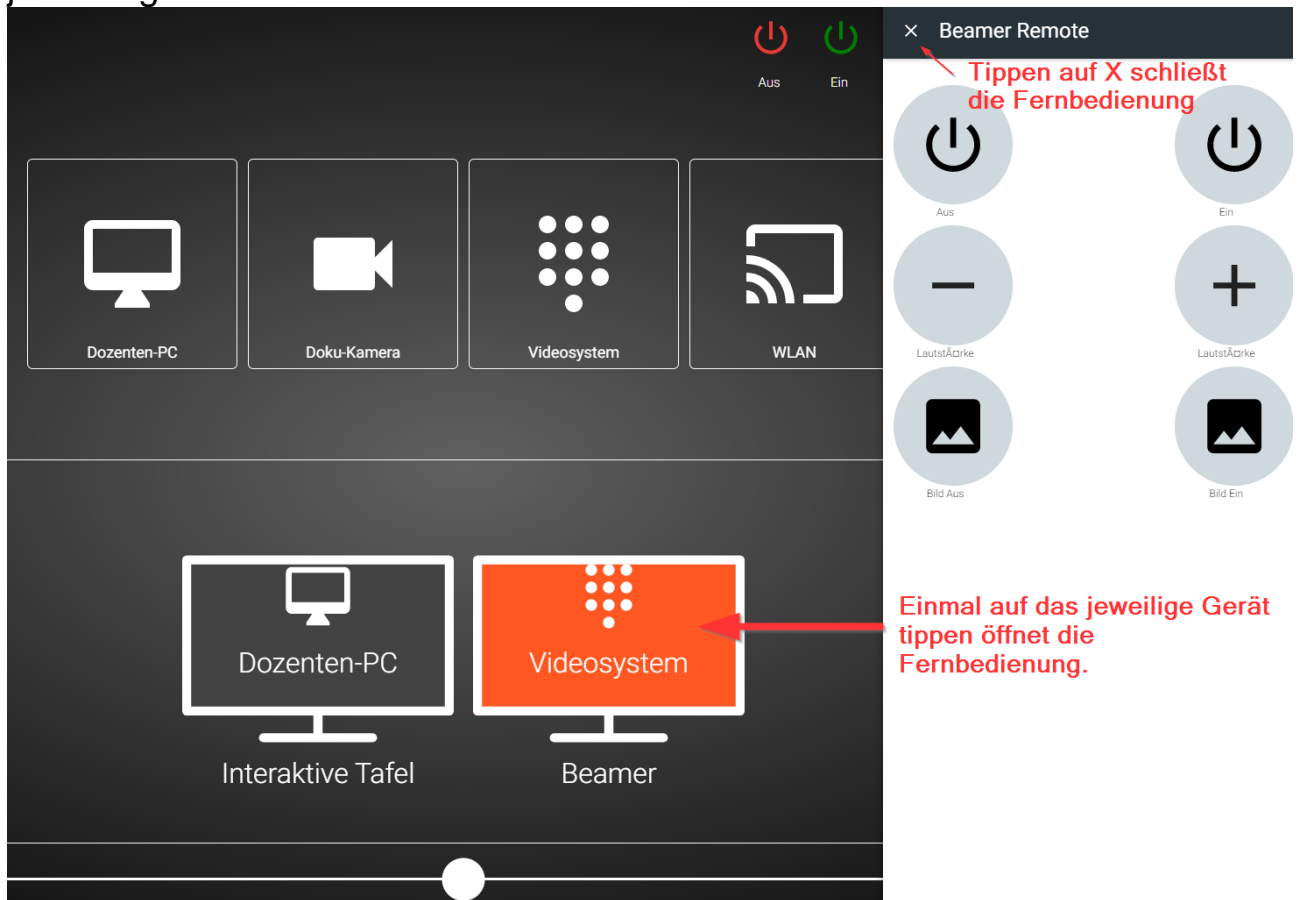 Aus
Ein
Dozenten-PC
Doku-Kamera
Videosystem
WLAN
Dozenten-PC
Videosystem
Interaktive Tafel
Beamer
× Beamer Remote
Tippen auf X schließt
die Fernbedienung
Aus
Ein
LautstÃ¤rke
LautstÃ¤rke
Bild Aus
Bild Ein
Einmal auf das jeweilige Gerät
tippen öffnet die
Fernbedienung.